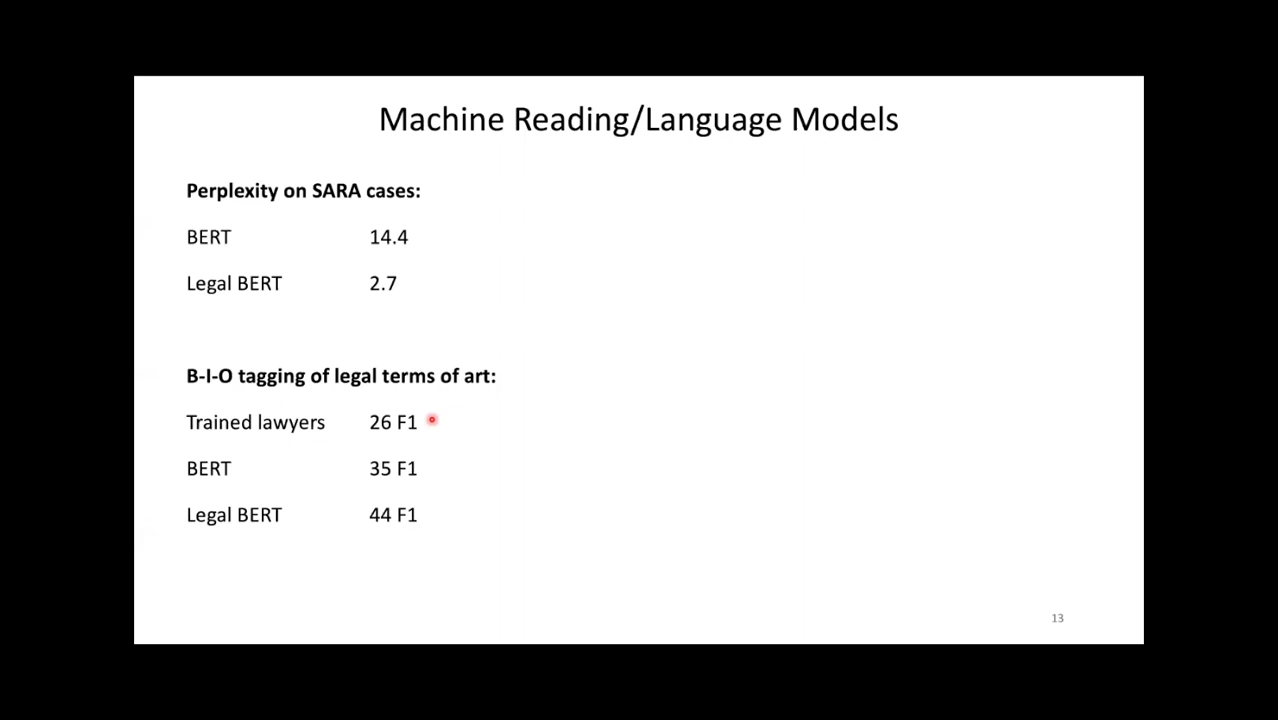 Machine Reading/Language Models
Perplexity on SARA cases:
BERT 14.4
Legal BERT 2.7
B-I-O tagging of legal terms of art:
Trained lawyers 26 F1
BERT 35 F1
Legal BERT 44 F1
13